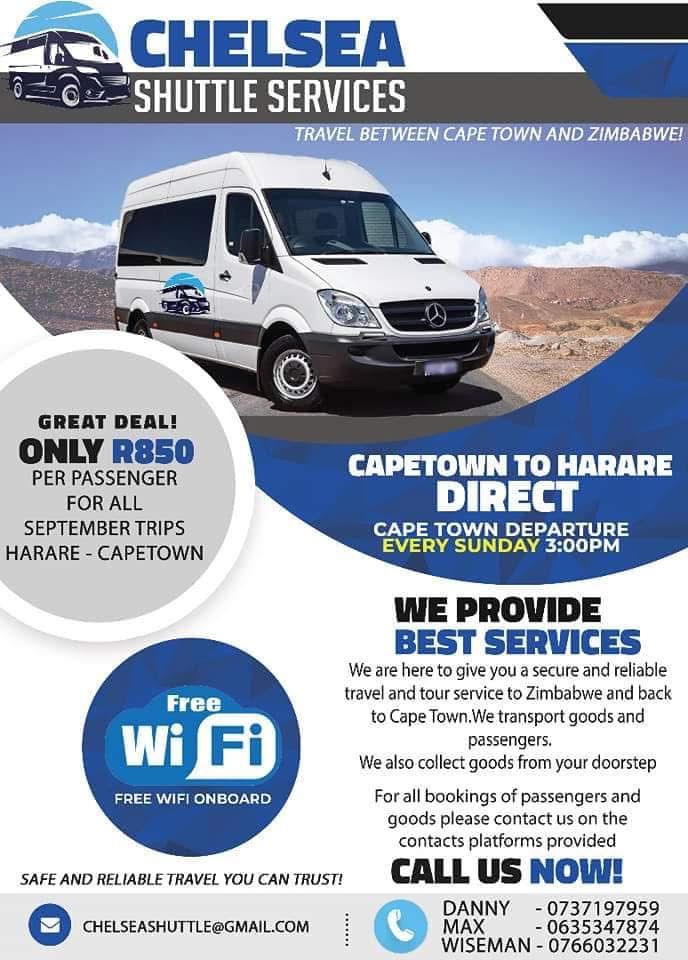 CHELSEA
SHUTTLE SERVICES
TRAVEL BETWEEN CAPE TOWN AND ZIMBABWE!
GREAT DEAL!
ONLY R850
PER PASSENGER
FOR ALL
SEPTEMBER TRIPS
HARARE - CAPETOWN
CAPETOWN TO HARARE
DIRECT
CAPE TOWN DEPARTURE
EVERY SUNDAY 3:00PM
WE PROVIDE
BEST SERVICES
We are here to give you a secure and reliable
travel and tour service to Zimbabwe and back
to Cape Town.We transport goods and
passengers.
We also collect goods from your doorstep
For all bookings of passengers and
goods please contact us on the
contacts platforms provided
CALL US NOW!
Free
Wi Fi
FREE WIFI ONBOARD
SAFE AND RELIABLE TRAVEL YOU CAN TRUST!
CHELSEASHUTTLE@GMAIL.COM
DANNY - 0737197959
MAX - 0635347874
WISEMAN - 0766032231